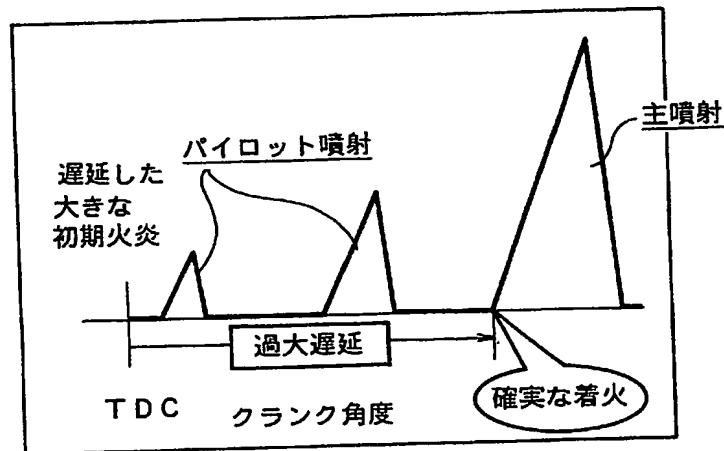 パイロット噴射
主噴射
遅延した
大きな
初期火炎
過大遅延
確実な着火
TDC
クランク角度